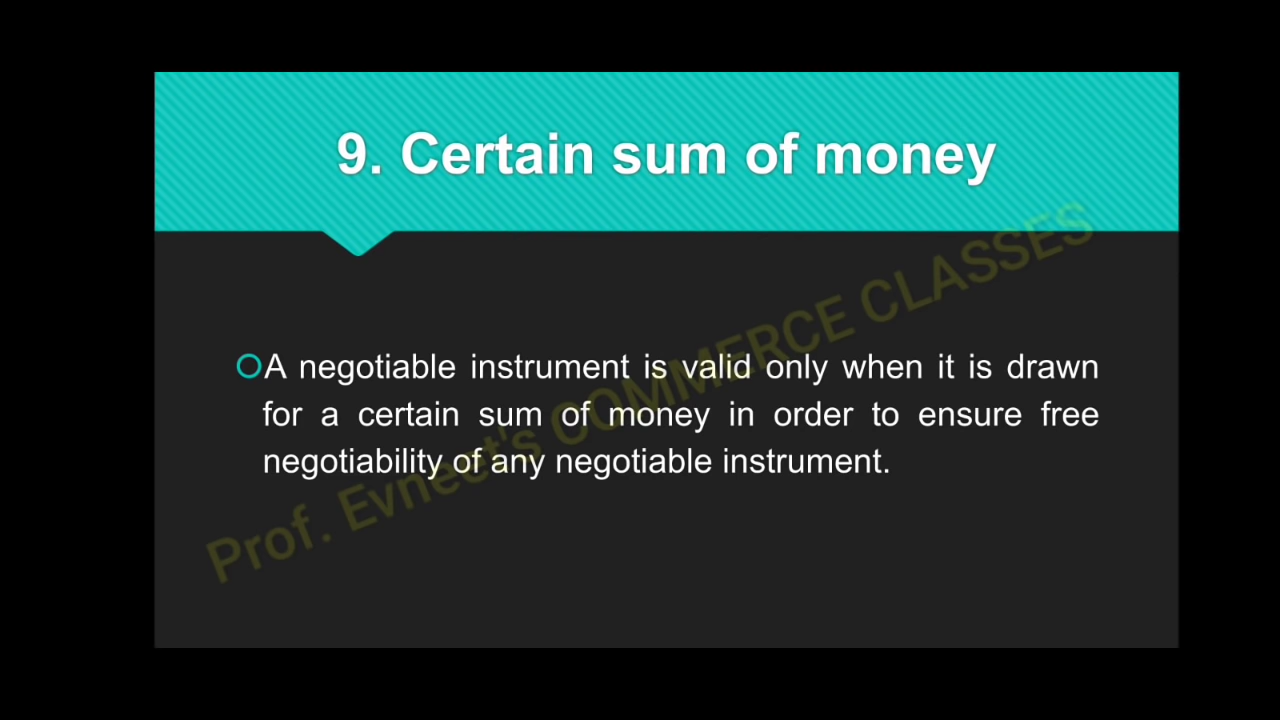 9. Certain sum of money
A negotiable instrument is valid only when it is drawn
for a certain sum of money in order to ensure free
negotiability of any negotiable instrument.
Prof. Evneet's COMMERCE CLASSES